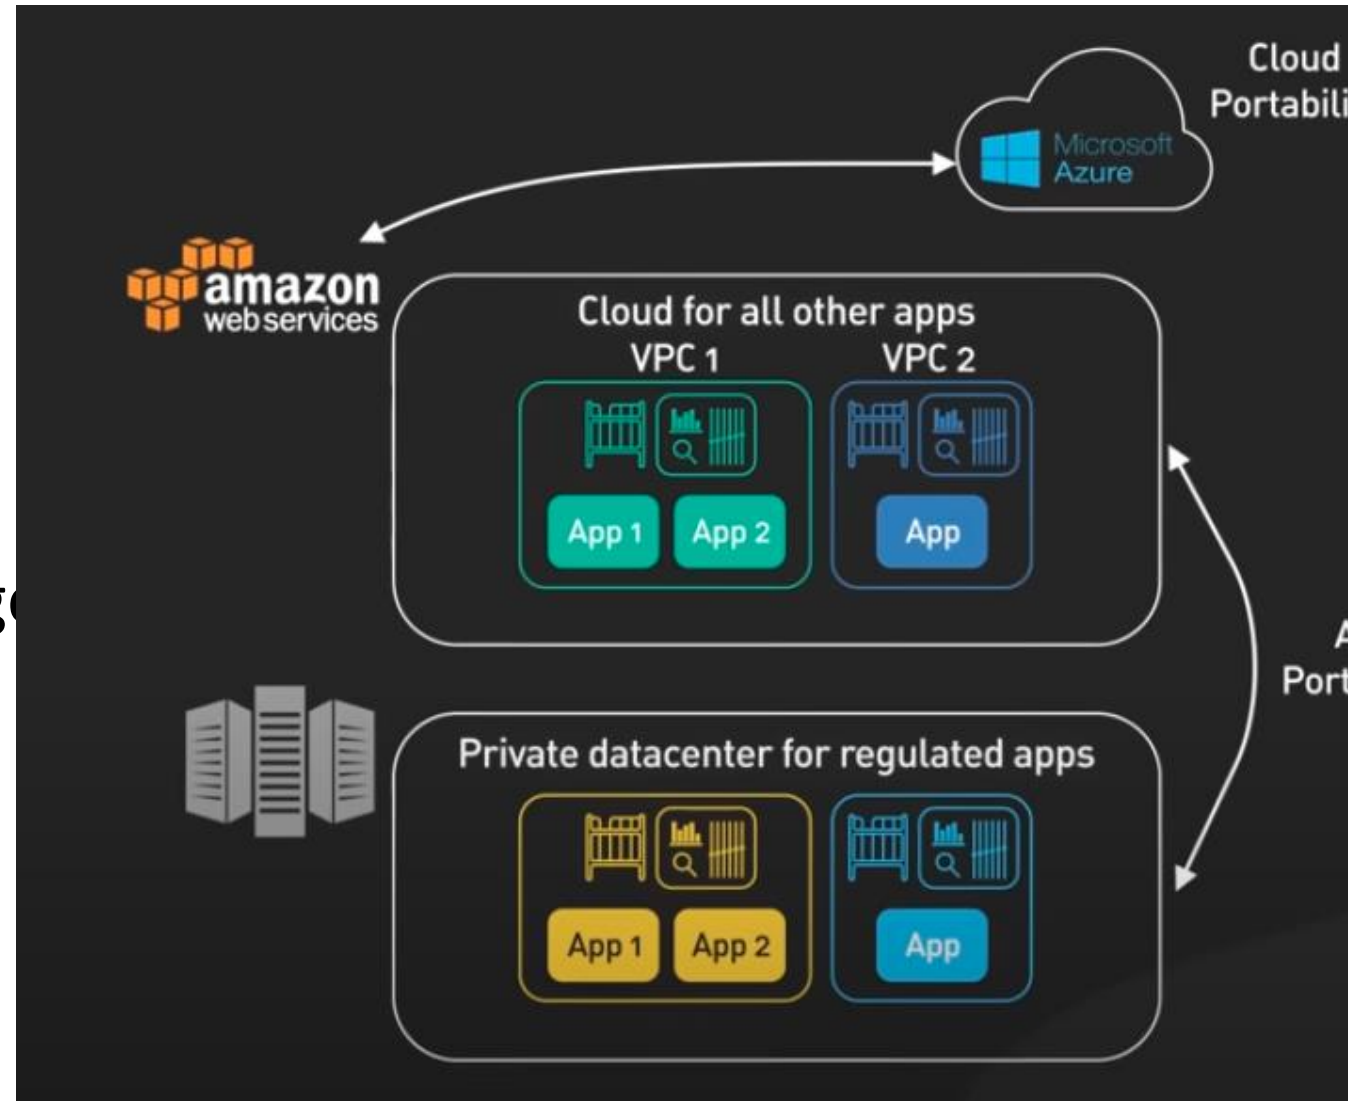 Cloud
Portabili
Microsoft
Azure
amazon
webservices
Cloud for all other apps
VPC 1 VPC 2
App 1 App 2 App
Port
Private datacenter for regulated apps
App 1 App 2 App